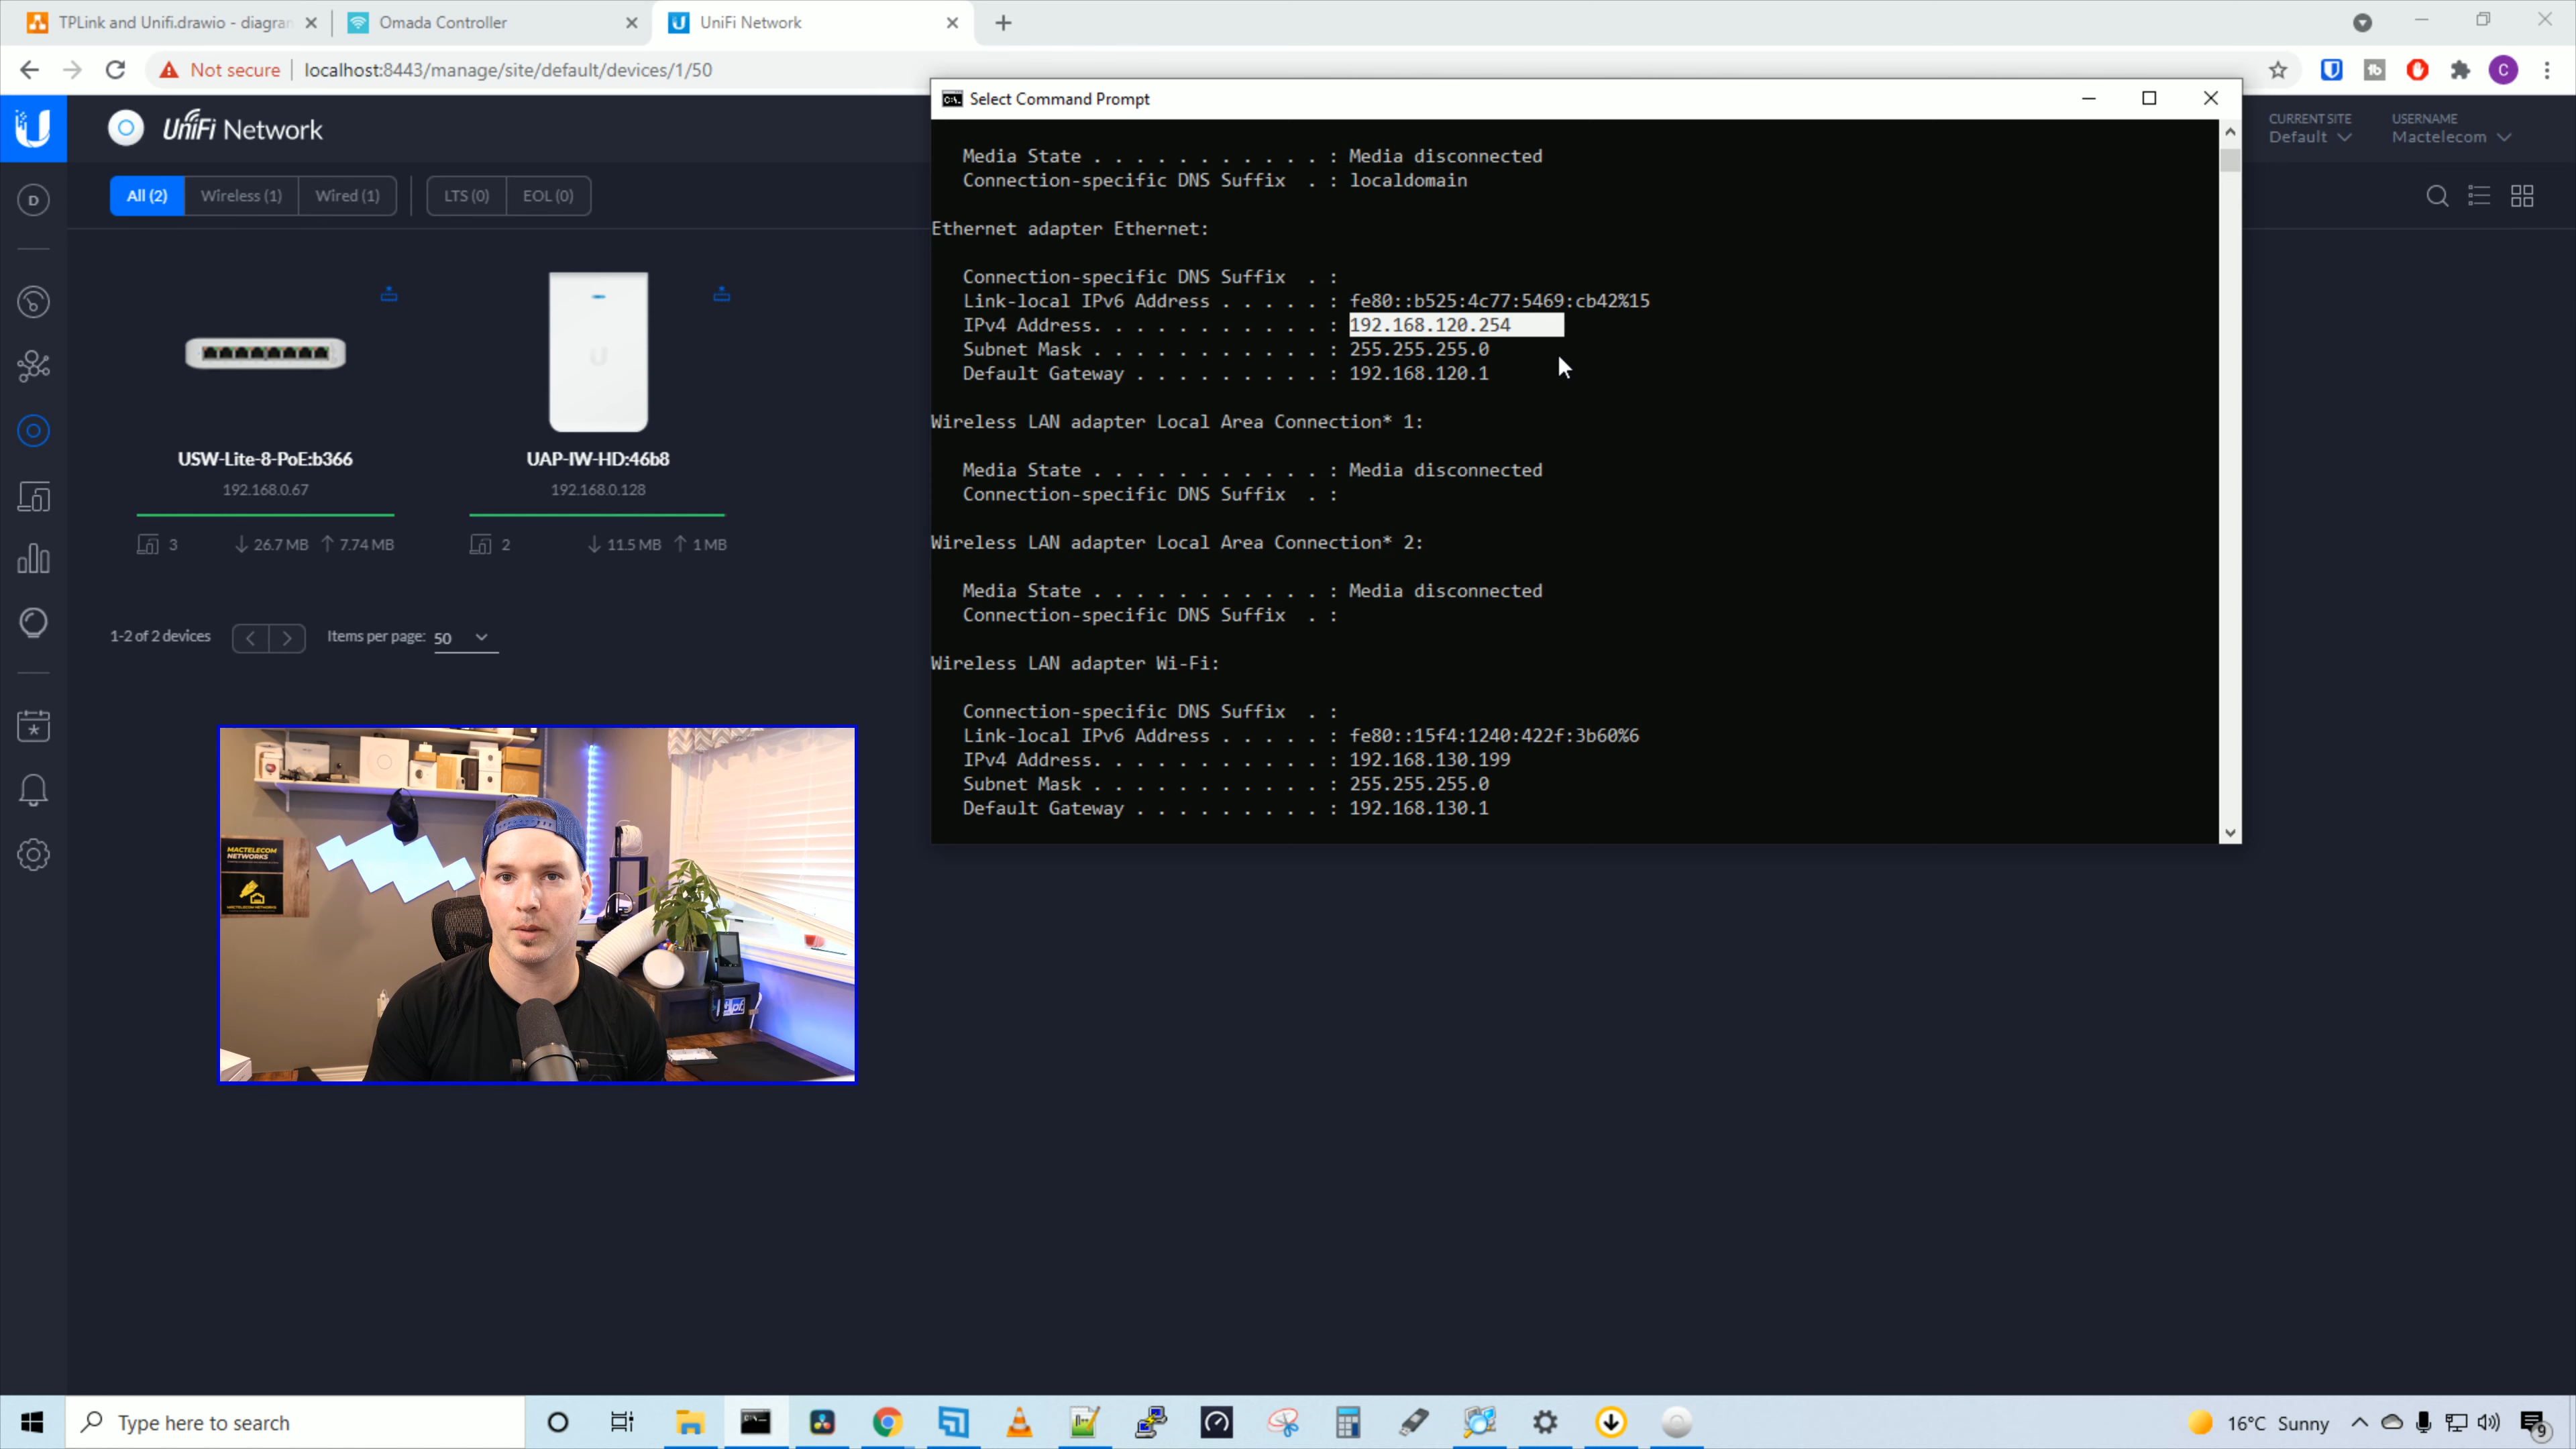 TPLink and Unifi.drawio - diagran
Omada Controller
UniFi Network
Not secure
localhost:8443/manage/site/default/devices/1/50
C
UniFi Network
CURRENT SITE
Default
USERNAME
Mactelecom
D
All (2)
Wireless (1)
Wired (1)
LTS (0)
EOL (0)
USW-Lite-8-PoE:b366
192.168.0.67
3
26.7 MB
7.74 MB
UAP-IW-HD:46b8
192.168.0.128
2
11.5 MB
1 MB
1-2 of 2 devices
Items per page: 50
Select Command Prompt
Media State . . . . . . . . . . . : Media disconnected
Connection-specific DNS Suffix . : localdomain
Ethernet adapter Ethernet:
Connection-specific DNS Suffix . :
Link-local IPv6 Address . . . . . : fe80::b525:4c77:5469:cb42%15
IPv4 Address. . . . . . . . . . . : 192.168.120.254
Subnet Mask . . . . . . . . . . . : 255.255.255.0
Default Gateway . . . . . . . . . : 192.168.120.1
Wireless LAN adapter Local Area Connection* 1:
Media State . . . . . . . . . . . : Media disconnected
Connection-specific DNS Suffix . :
Wireless LAN adapter Local Area Connection* 2:
Media State . . . . . . . . . . . : Media disconnected
Connection-specific DNS Suffix . :
Wireless LAN adapter Wi-Fi:
Connection-specific DNS Suffix . :
Link-local IPv6 Address . . . . . : fe80::15f4:1240:422f:3b60%6
IPv4 Address. . . . . . . . . . . : 192.168.130.199
Subnet Mask . . . . . . . . . . . : 255.255.255.0
Default Gateway . . . . . . . . . : 192.168.130.1
MACTELECOM
NETWORKS
MACTELECOM NETWORKS
Type here to search
16°C Sunny
9